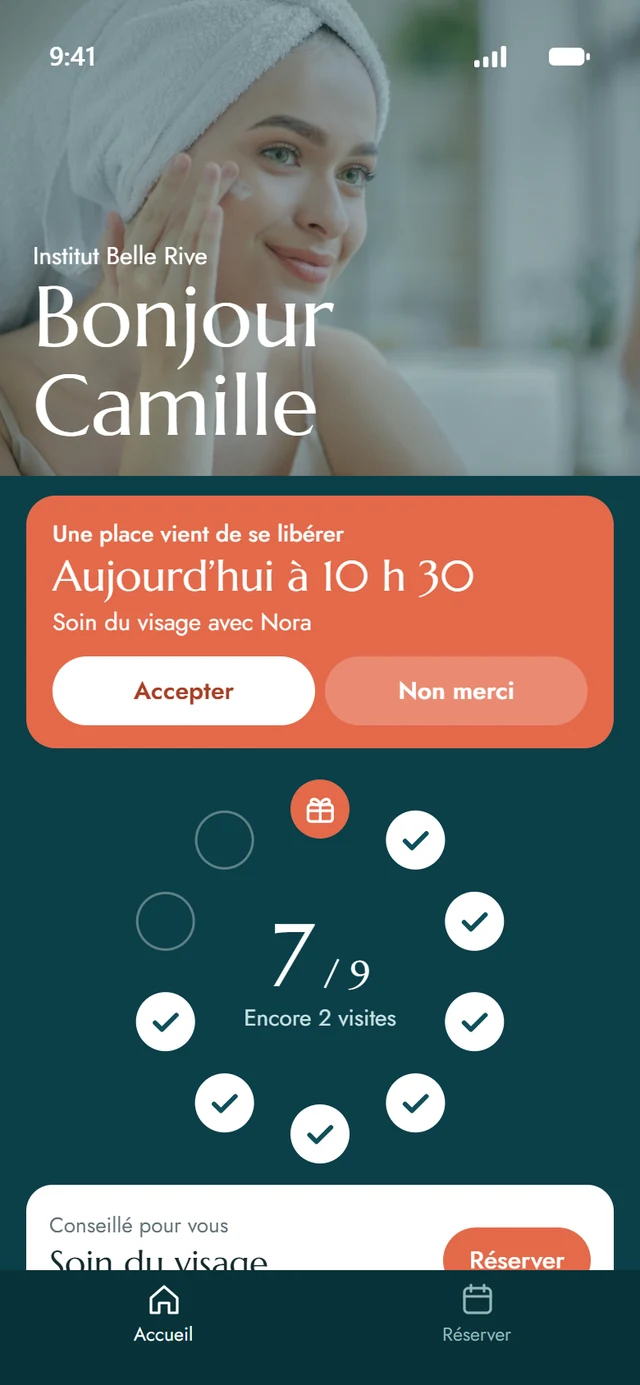 9:41
Institut Belle Rive
Bonjour
Camille
Une place vient de se libérer
Aujourd’hui à 10 h 30
Soin du visage avec Nora
Accepter
Non merci
7 / 9
Encore 2 visites
Conseillé pour vous
Soin du visage
Réserver
Accueil
Réserver